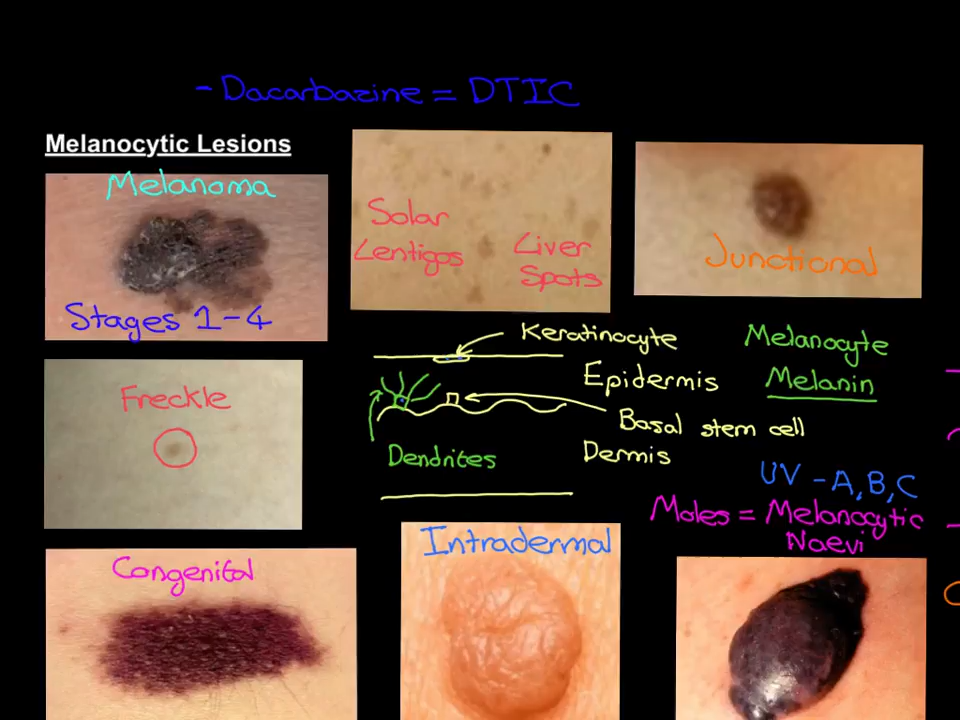 - Dacarbazine = DTIC
Melanocytic Lesions
Melanoma
Stages 1-4
Solar
Lentigos
Liver
Spots
Junctional
Freckle
Keratinocyte
Epidermis
Basal stem cell
Dermis
Dendrites
Melanocyte
Melanin
UV - A, B, C
Moles = Melanocytic
Naevi
Congenital
Intradermal